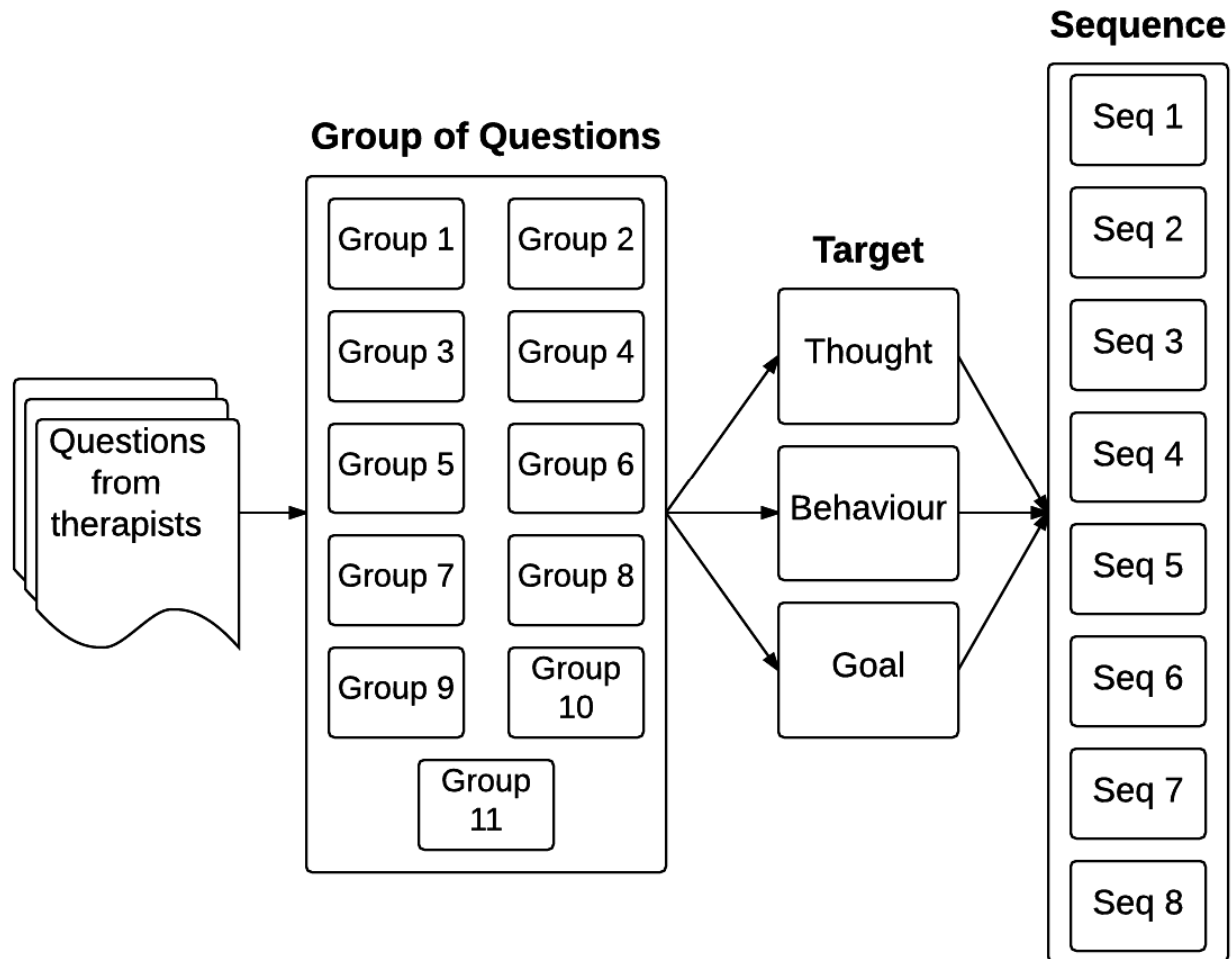 Sequence
Seq 1
Seq 2
Seq 3
Seq 4
Seq 5
Seq 6
Seq 7
Seq 8
Group of Questions
Group 1
Group 2
Group 3
Group 4
Group 5
Group 6
Group 7
Group 8
Group 9
Group
10
Group
11
Target
Thought
Behaviour
Goal
Questions
from
therapists